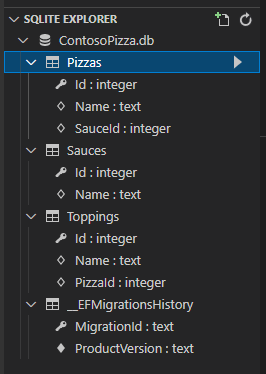 SQLITE EXPLORER
ContosoPizza.db
Pizzas
Id : integer
Name : text
SauceId : integer
Sauces
Id : integer
Name : text
Toppings
Id : integer
Name : text
PizzaId : integer
__EFMigrationsHistory
MigrationId : text
ProductVersion : text